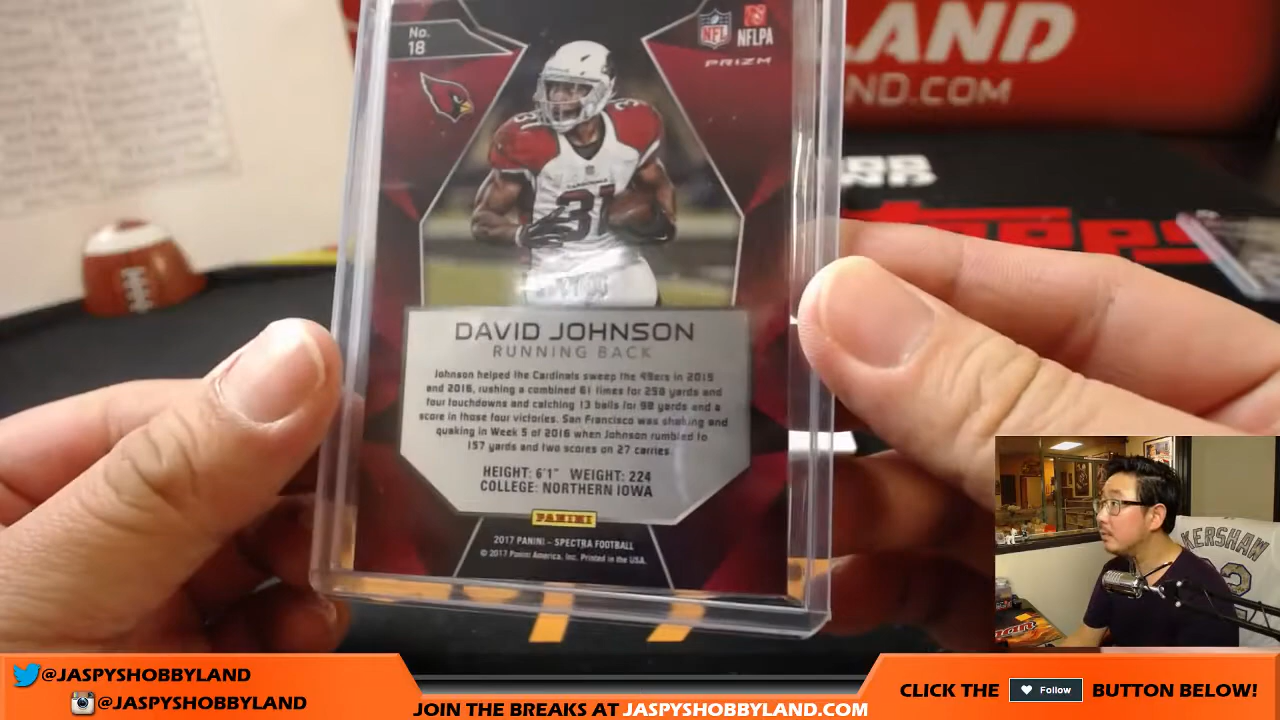 LAND
ND.COM
No.
18
NFL
NFLPA
PRIZM
31
DAVID JOHNSON
RUNNING BACK
Johnson helped the Cardinals sweep the 49ers in 2015
and 2016, rushing a combined 61 times for 258 yards and
four touchdowns and catching 13 balls for 98 yards and a
score in those four victories. San Francisco was shaking and
quaking in Week 5 of 2016 when Johnson rumbled to
157 yards and two scores on 27 carries.
HEIGHT: 6'1" WEIGHT: 224
COLLEGE: NORTHERN IOWA
PANINI
2017 PANINI - SPECTRA FOOTBALL
© 2017 Panini America, Inc. Printed in the USA.
KERSHAW
@JASPYSHOBBYLAND
@JASPYSHOBBYLAND
JOIN THE BREAKS AT JASPYSHOBBYLAND.COM
CLICK THE Follow BUTTON BELOW!